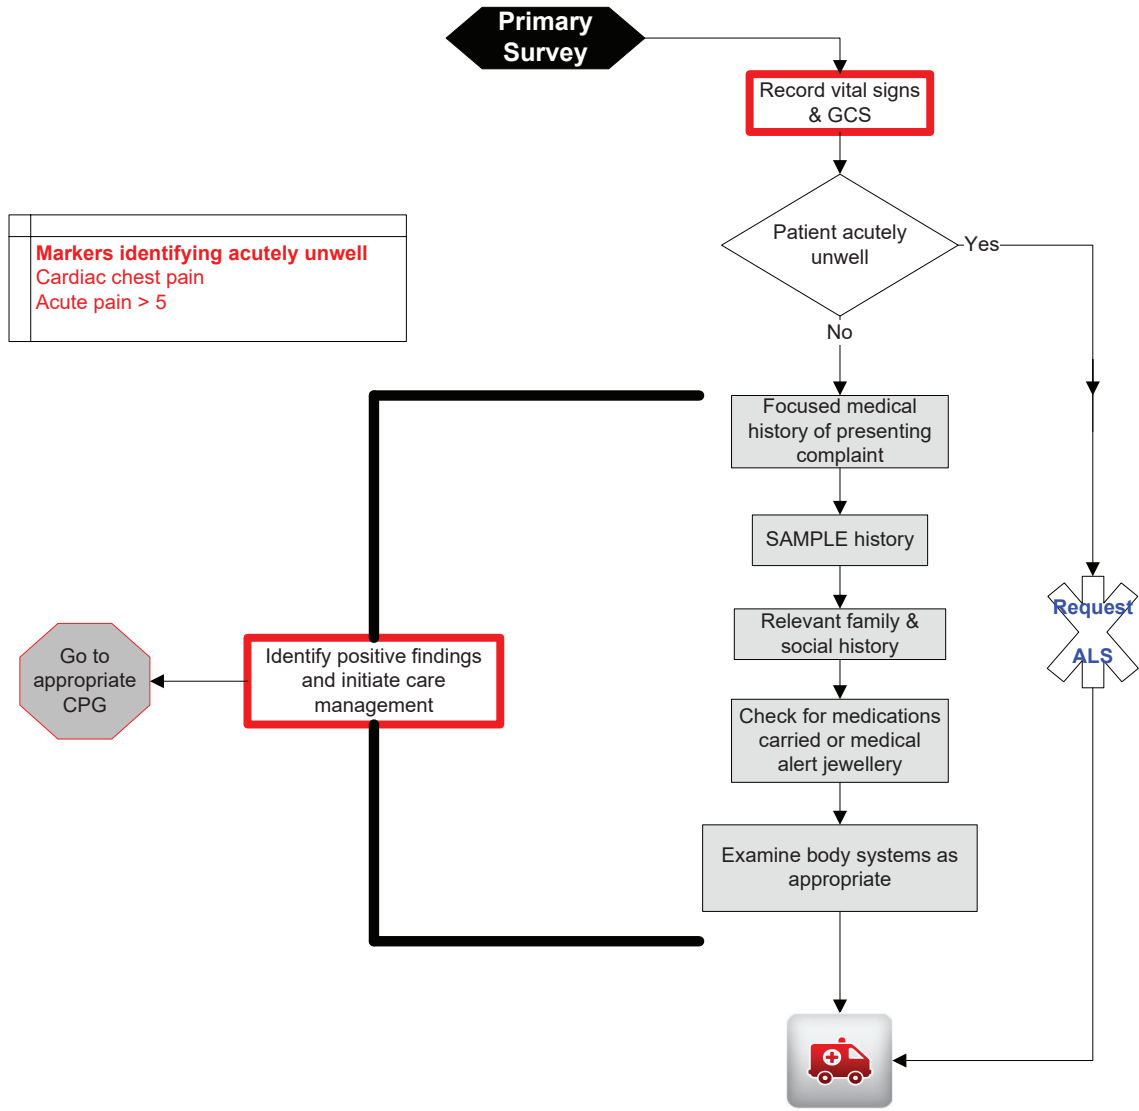 Primary
Survey
Record vital signs
& GCS
Patient acutely
unwell
Yes
No
Markers identifying acutely unwell
Cardiac chest pain
Acute pain > 5
Focused medical
history of presenting
complaint
SAMPLE history
Relevant family &
social history
Check for medications
carried or medical
alert jewellery
Examine body systems as
appropriate
Request
ALS
Identify positive findings
and initiate care
management
Go to
appropriate
CPG